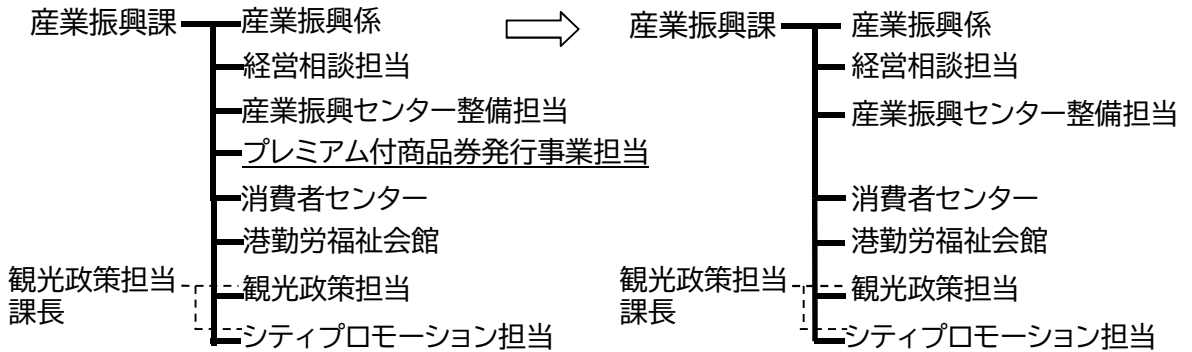 産業振興課
産業振興係
経営相談担当
産業振興センター整備担当
プレミアム付商品券発行事業担当
消費者センター
港勤労福祉会館
観光政策担当
課長
観光政策担当
シティプロモーション担当
産業振興課
産業振興係
経営相談担当
産業振興センター整備担当
消費者センター
港勤労福祉会館
観光政策担当
課長
観光政策担当
シティプロモーション担当